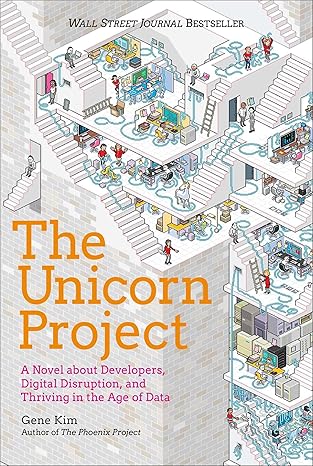 WALL STREET JOURNAL BESTSELLER
The
Unicorn
Project
A Novel about Developers,
Digital Disruption, and
Thriving in the Age of Data
Gene Kim
Author of The Phoenix Project